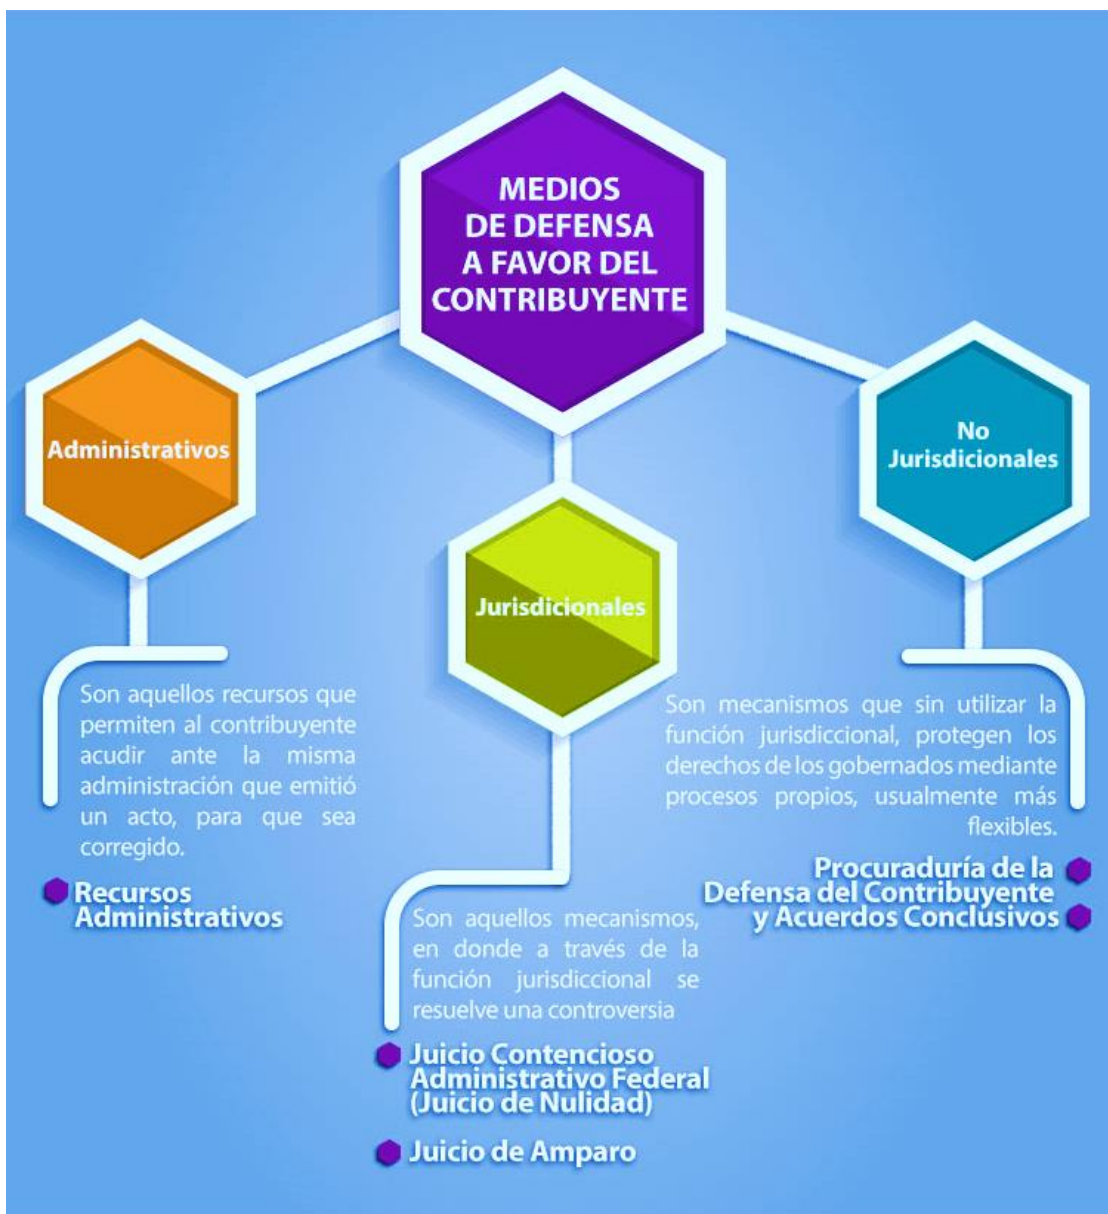 MEDIOS
DE DEFENSA
A FAVOR DEL
CONTRIBUYENTE
Administrativos
No
Jurisdicionales
Jurisdicionales
Son aquellos recursos que
permiten al contribuyente
acudir ante la misma
administración que emitió
un acto, para que sea
corregido.
Recursos
Administrativos
Son aquellos mecanismos,
en donde a través de la
función jurisdiccional se
resuelve una controversia
Juicio Contencioso
Administrativo Federal
(Juicio de Nulidad)
Juicio de Amparo
Son mecanismos que sin utilizar la
función jurisdiccional, protegen los
derechos de los gobernados mediante
procesos propios, usualmente más
flexibles.
Procuraduría de la
Defensa del Contribuyente
y Acuerdos Conclusivos